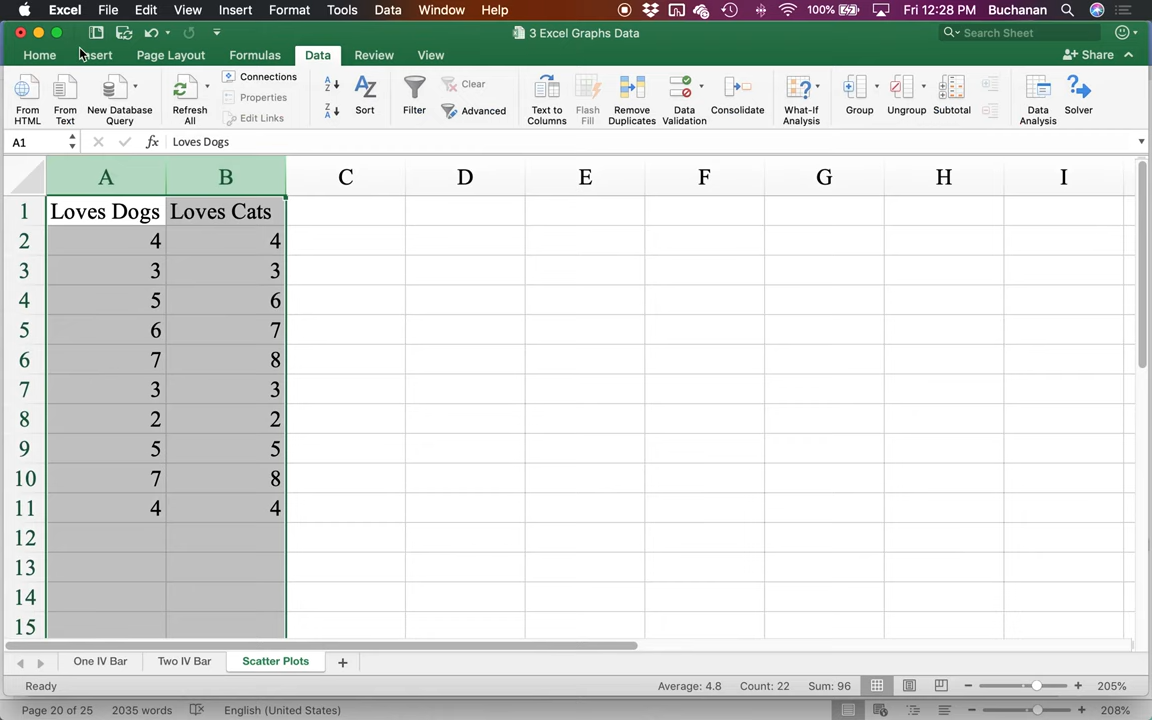 Excel File Edit View Insert Format Tools Data Window Help 100% Fri 12:28 PM Buchanan
3 Excel Graphs Data Search Sheet
Home Insert Page Layout Formulas Data Review View Share
From HTML From Text New Database Query Refresh All Connections Properties Edit Links Sort Filter Clear Advanced Text to Columns Flash Fill Remove Duplicates Data Validation Consolidate What-If Analysis Group Ungroup Subtotal Data Analysis Solver
A1 fx Loves Dogs
A B C D E F G H I
1 Loves Dogs Loves Cats
2 4 4
3 3 3
4 5 6
5 6 7
6 7 8
7 3 3
8 2 2
9 5 5
10 7 8
11 4 4
12
13
14
15
One IV Bar Two IV Bar Scatter Plots +
Ready Average: 4.8 Count: 22 Sum: 96 205%
Page 20 of 25 2035 words English (United States) 208%